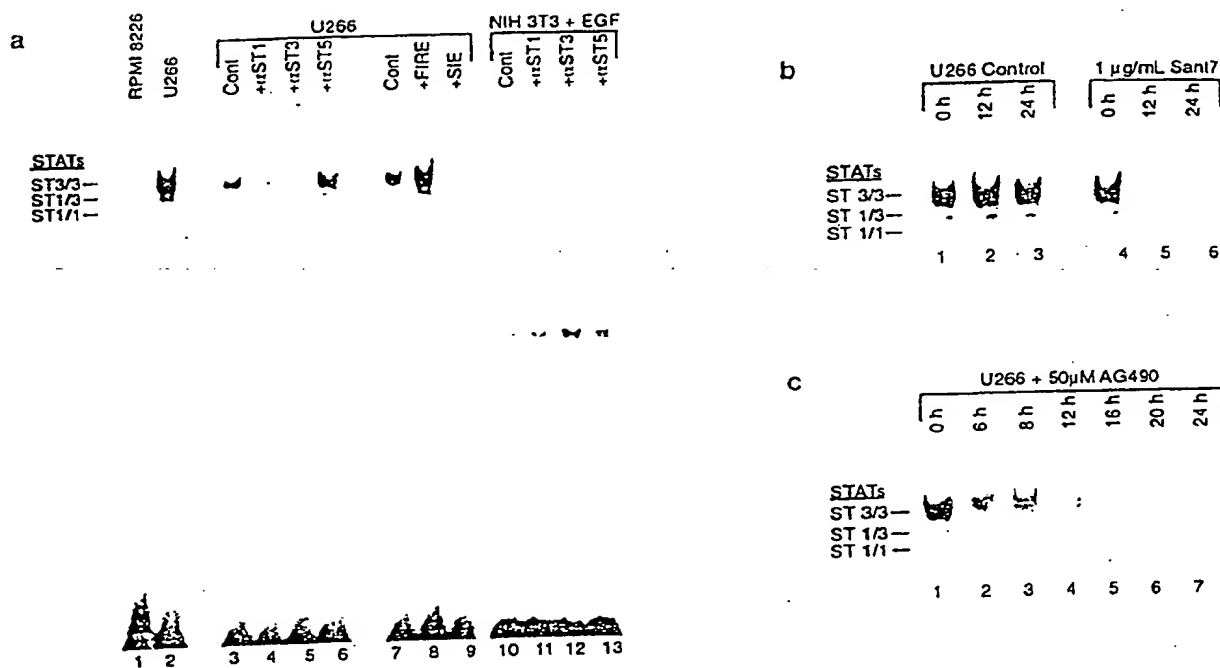 a
RPMI 8226
U266
U266
Cont
+αST1
+αST3
+αST5
Cont
+FIRE
+SIE
NIH 3T3 + EGF
Cont
+αST1
+αST3
+αST5
STATs
ST3/3
ST1/3
ST1/1
1 2 3 4 5 6 7 8 9 10 11 12 13
b
U266 Control
1 µg/mL Sant7
0 h
12 h
24 h
0 h
12 h
24 h
STATs
ST 3/3
ST 1/3
ST 1/1
1 2 3 4 5 6
c
U266 + 50µM AG490
0 h
6 h
8 h
12 h
16 h
20 h
24 h
STATs
ST 3/3
ST 1/3
ST 1/1
1 2 3 4 5 6 7